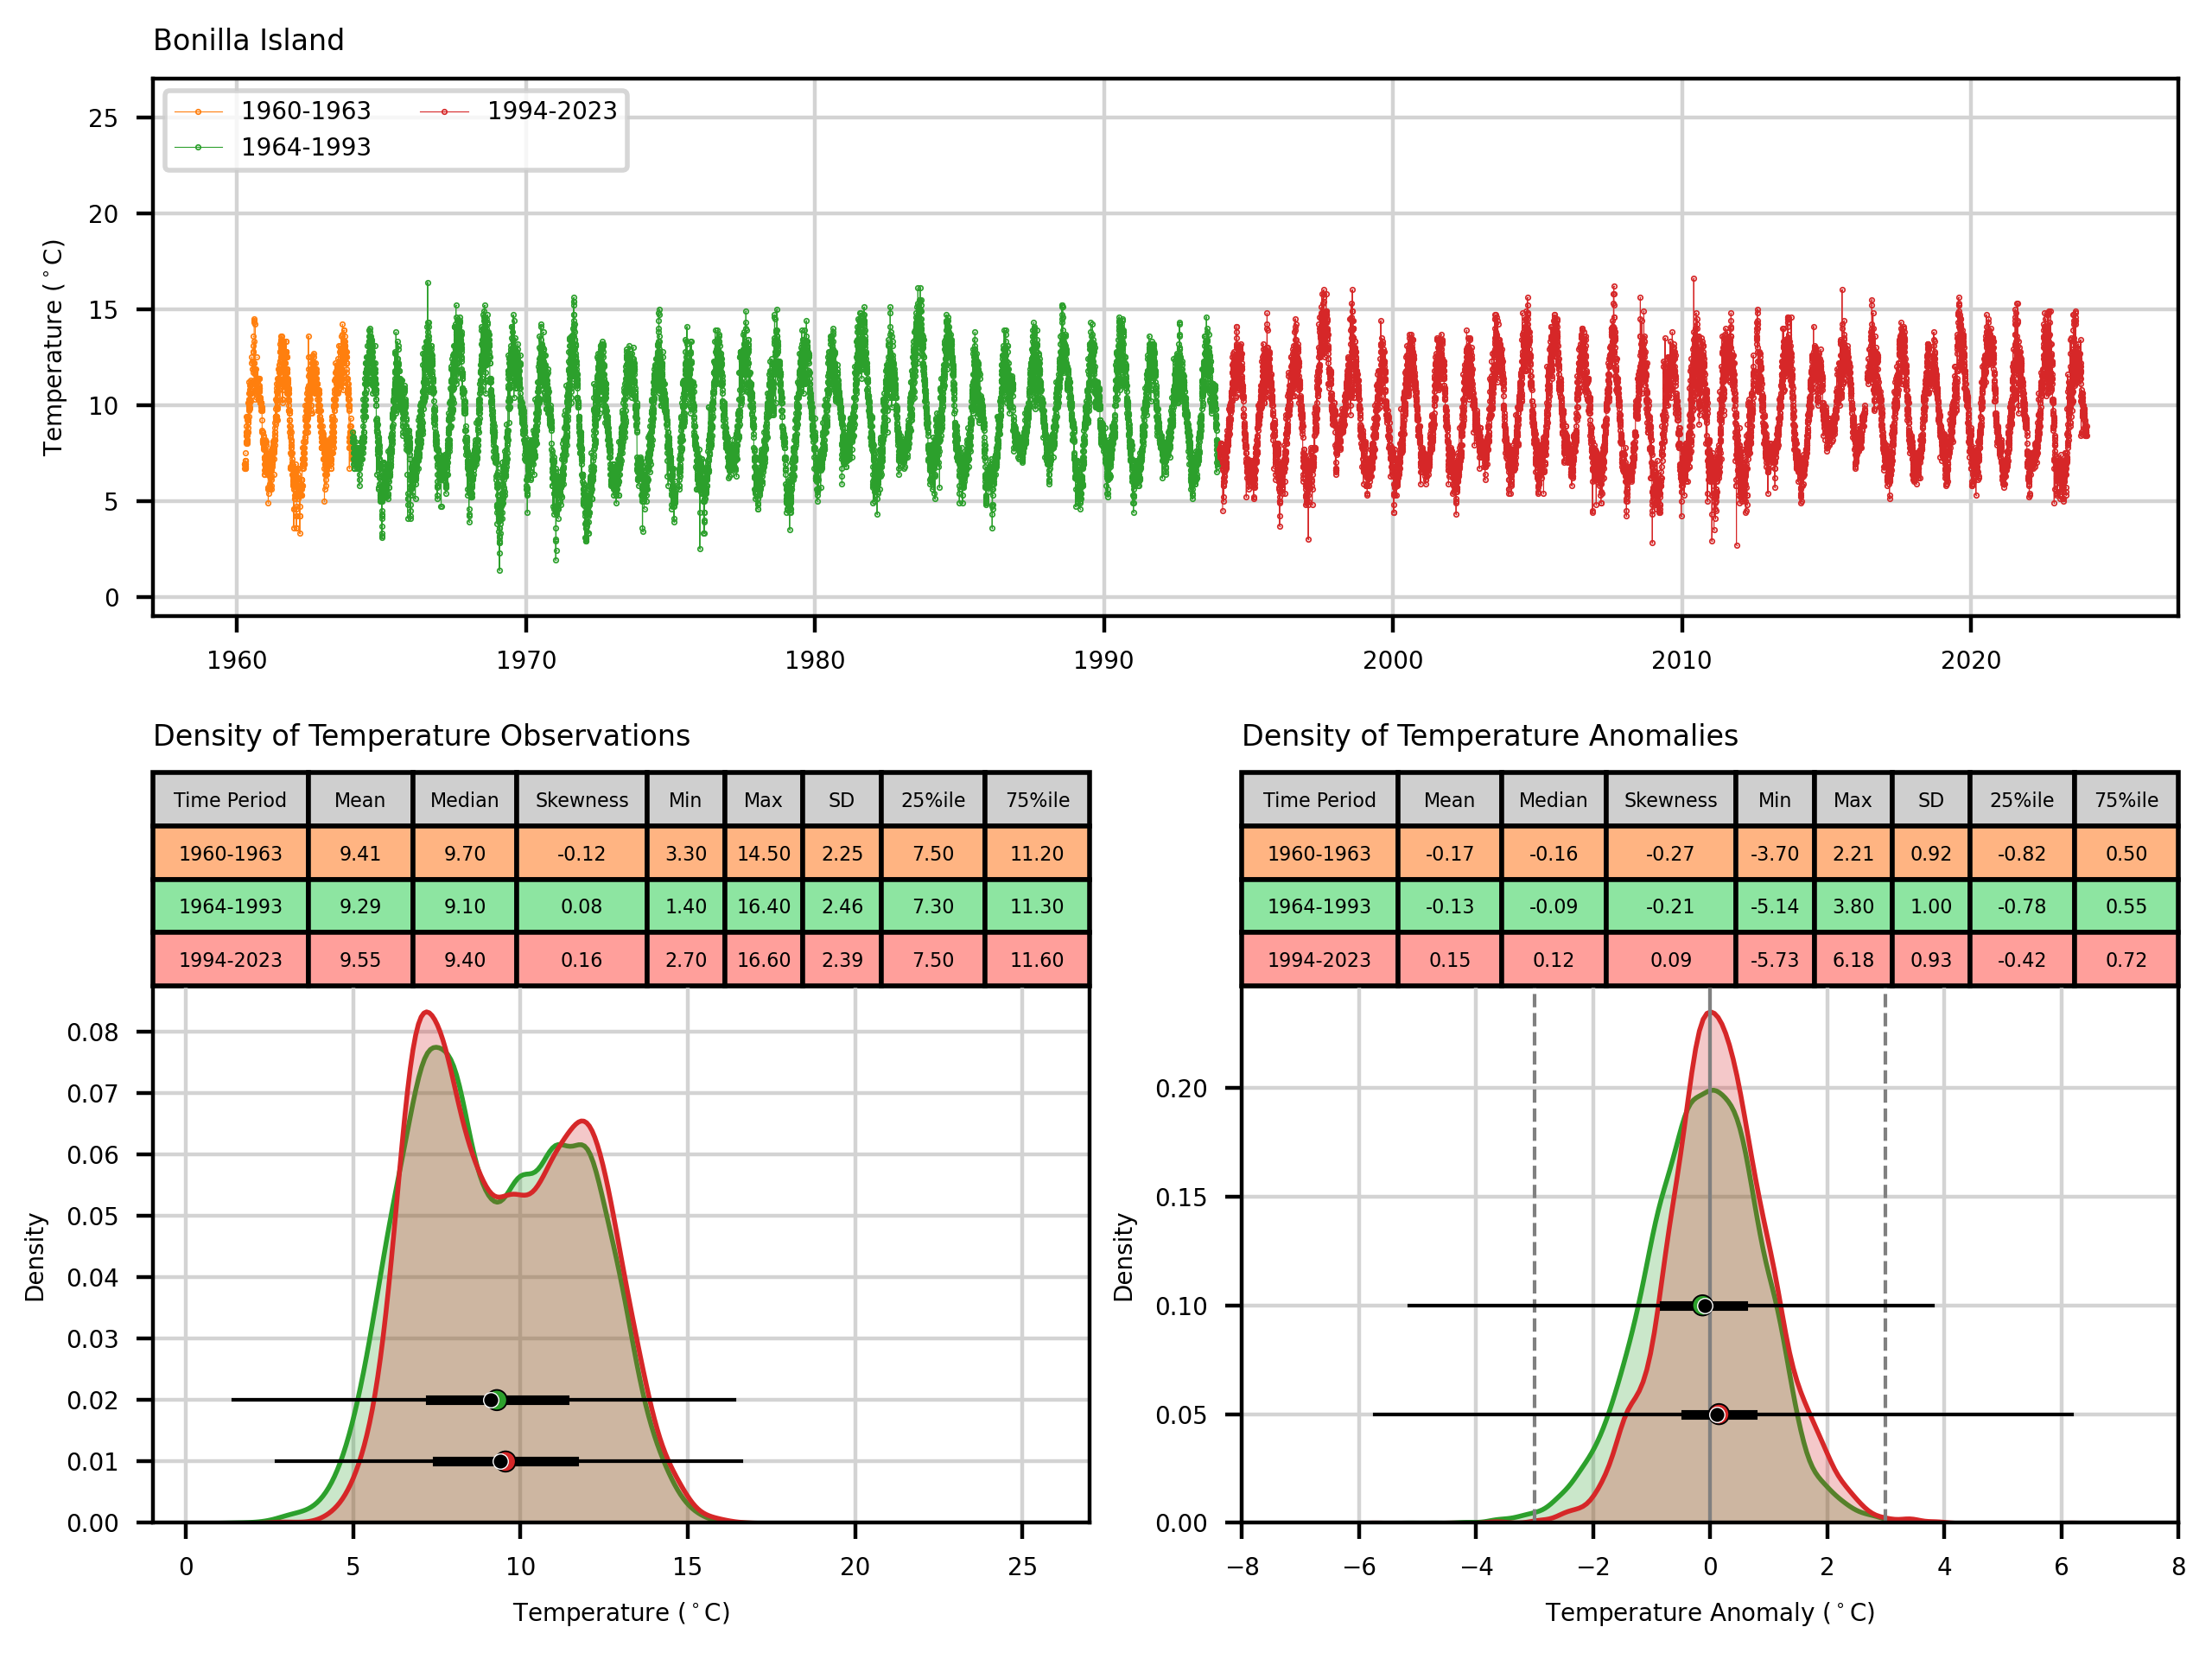 Bonilla Island
1960-1963 1994-2023
1964-1993
25
20
15
10
5
0
Temperature (°C)
1960 1970 1980 1990 2000 2010 2020
Density of Temperature Observations
Time Period Mean Median Skewness Min Max SD 25%ile 75%ile
1960-1963 9.41 9.70 -0.12 3.30 14.50 2.25 7.50 11.20
1964-1993 9.29 9.10 0.08 1.40 16.40 2.46 7.30 11.30
1994-2023 9.55 9.40 0.16 2.70 16.60 2.39 7.50 11.60
0.08
0.07
0.06
0.05
0.04
0.03
0.02
0.01
0.00
Density
0 5 10 15 20 25
Temperature (°C)
Density of Temperature Anomalies
Time Period Mean Median Skewness Min Max SD 25%ile 75%ile
1960-1963 -0.17 -0.16 -0.27 -3.70 2.21 0.92 -0.82 0.50
1964-1993 -0.13 -0.09 -0.21 -5.14 3.80 1.00 -0.78 0.55
1994-2023 0.15 0.12 0.09 -5.73 6.18 0.93 -0.42 0.72
0.20
0.15
0.10
0.05
0.00
Density
−8 −6 −4 −2 0 2 4 6 8
Temperature Anomaly (°C)